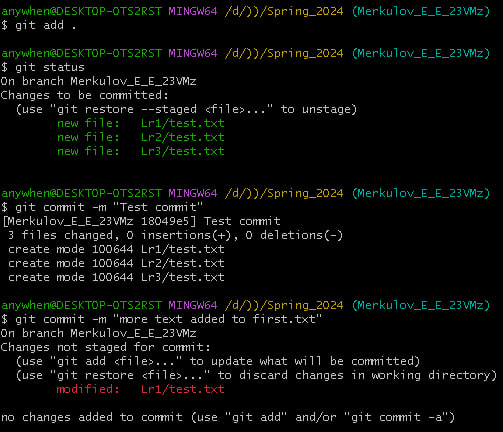 anywhen@DESKTOP-OTS2RST MINGW64 /d/))/Spring_2024 (Merkulov_E_E_23VMz)
$ git add .
anywhen@DESKTOP-OTS2RST MINGW64 /d/))/Spring_2024 (Merkulov_E_E_23VMz)
$ git status
On branch Merkulov_E_E_23VMz
Changes to be committed:
  (use "git restore --staged <file>..." to unstage)
        new file:   Lr1/test.txt
        new file:   Lr2/test.txt
        new file:   Lr3/test.txt
anywhen@DESKTOP-OTS2RST MINGW64 /d/))/Spring_2024 (Merkulov_E_E_23VMz)
$ git commit -m "Test commit"
[Merkulov_E_E_23VMz 18049e5] Test commit
 3 files changed, 0 insertions(+), 0 deletions(-)
 create mode 100644 Lr1/test.txt
 create mode 100644 Lr2/test.txt
 create mode 100644 Lr3/test.txt
anywhen@DESKTOP-OTS2RST MINGW64 /d/))/Spring_2024 (Merkulov_E_E_23VMz)
$ git commit -m "more text added to first.txt"
On branch Merkulov_E_E_23VMz
Changes not staged for commit:
  (use "git add <file>..." to update what will be committed)
  (use "git restore <file>..." to discard changes in working directory)
        modified:   Lr1/test.txt
no changes added to commit (use "git add" and/or "git commit -a")